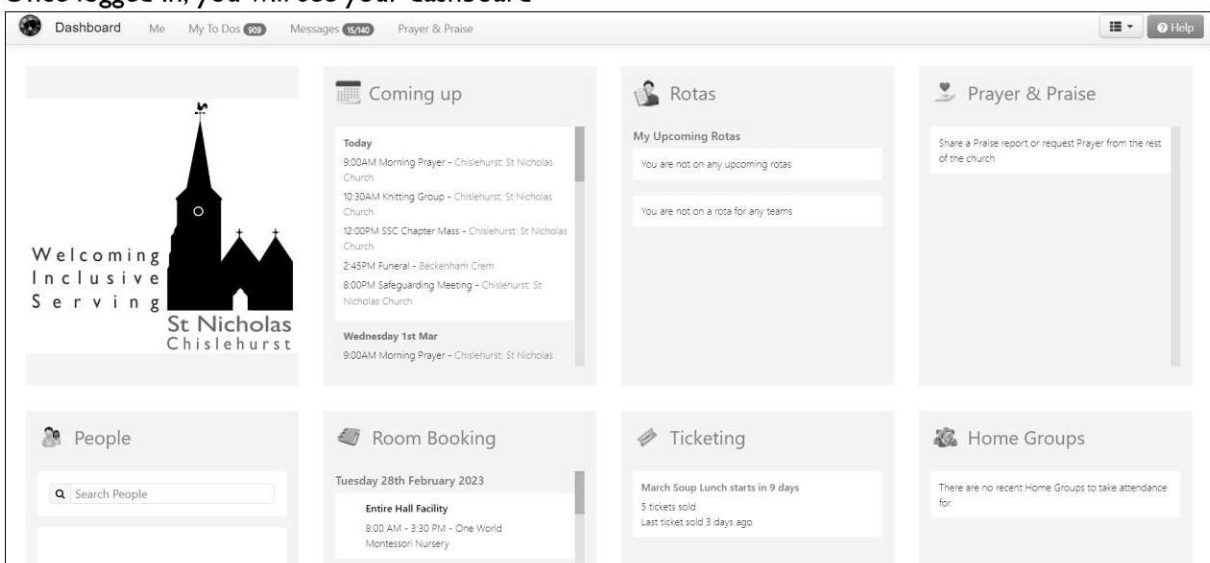 Once logged in, you will see your dashboard
Dashboard Me My To Dos 909 Messages 15/140 Prayer & Praise Help
Welcoming
Inclusive
Serving
St Nicholas
Chislehurst
Coming up
Today
9:00AM Morning Prayer - Chislehurst: St Nicholas
Church
10:30AM Knitting Group - Chislehurst: St Nicholas
Church
12:00PM SSC Chapter Mass - Chislehurst: St Nicholas
Church
2:45PM Funeral - Beckenham Crem
8:00PM Safeguarding Meeting - Chislehurst: St
Nicholas Church
Wednesday 1st Mar
9:00AM Morning Prayer - Chislehurst: St Nicholas
Rotas
My Upcoming Rotas
You are not on any upcoming rotas
You are not on a rota for any teams
Prayer & Praise
Share a Praise report or request Prayer from the rest
of the church
People
Search People
Room Booking
Tuesday 28th February 2023
Entire Hall Facility
8:00 AM - 3:30 PM - One World
Montessori Nursery
Ticketing
March Soup Lunch starts in 9 days
5 tickets sold
Last ticket sold 3 days ago
Home Groups
There are no recent Home Groups to take attendance
for.